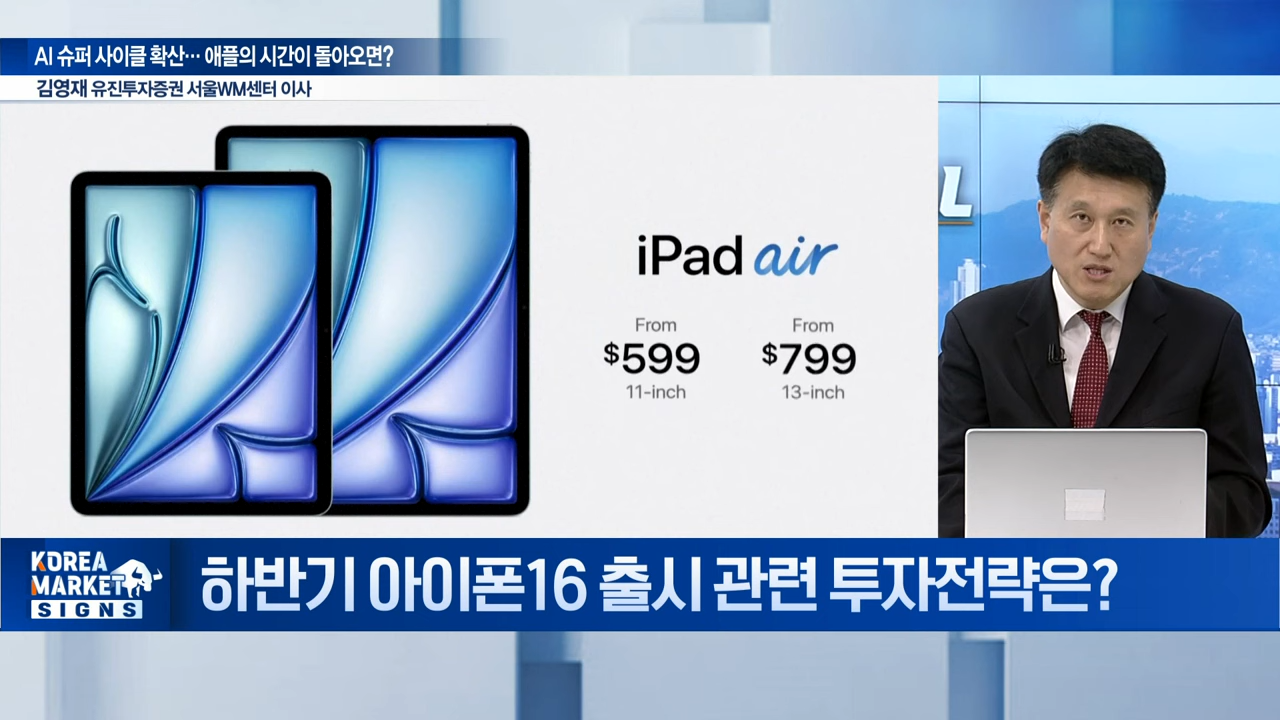 AI 슈퍼 사이클 확산… 애플의 시간이 돌아오면?
김영재 유진투자증권 서울WM센터 이사
iPad air
From
$599
11-inch
From
$799
13-inch
KOREA
MARKET
SIGNS
하반기 아이폰16 출시 관련 투자전략은?